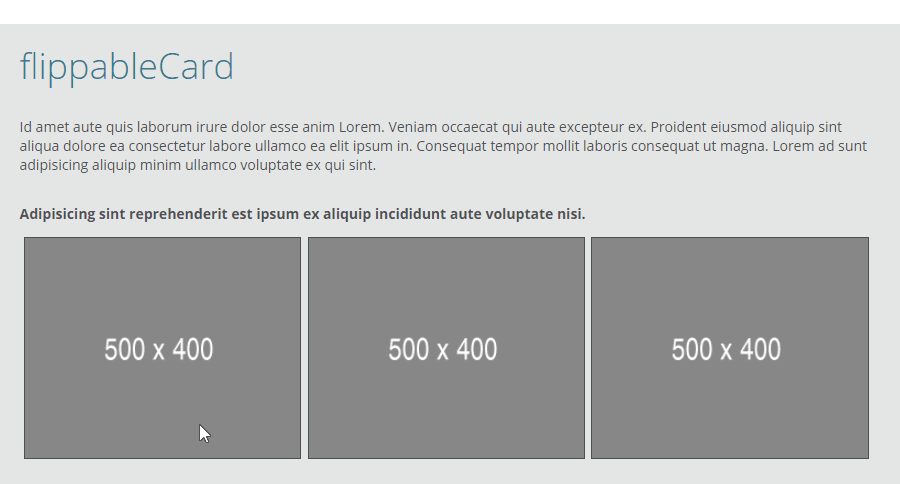 flippableCard
Id amet aute quis laborum irure dolor esse anim Lorem. Veniam occaecat qui aute excepteur ex. Proident eiusmod aliquip sint
aliqua dolore ea consectetur labore ullamco ea elit ipsum in. Consequat tempor mollit laboris consequat ut magna. Lorem ad sunt
adipisicing aliquip minim ullamco voluptate ex qui sint.
Adipisicing sint reprehenderit est ipsum ex aliquip incididunt aute voluptate nisi.
500 x 400
500 x 400
500 x 400